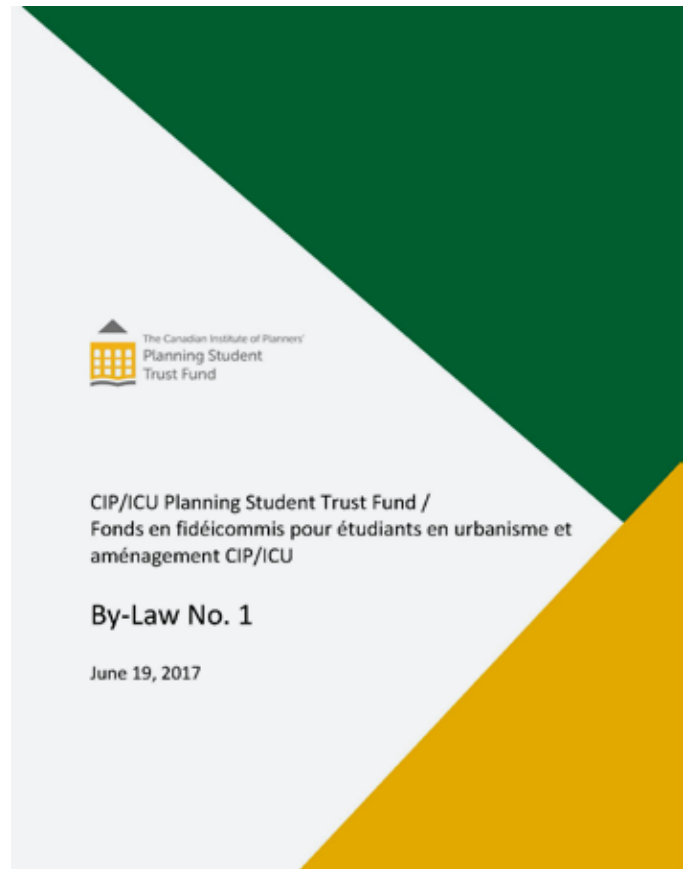 The Canadian Institute of Planners'
Planning Student
Trust Fund
CIP/ICU Planning Student Trust Fund /
Fonds en fidéicommis pour étudiants en urbanisme et
aménagement CIP/ICU
By-Law No. 1
June 19, 2017